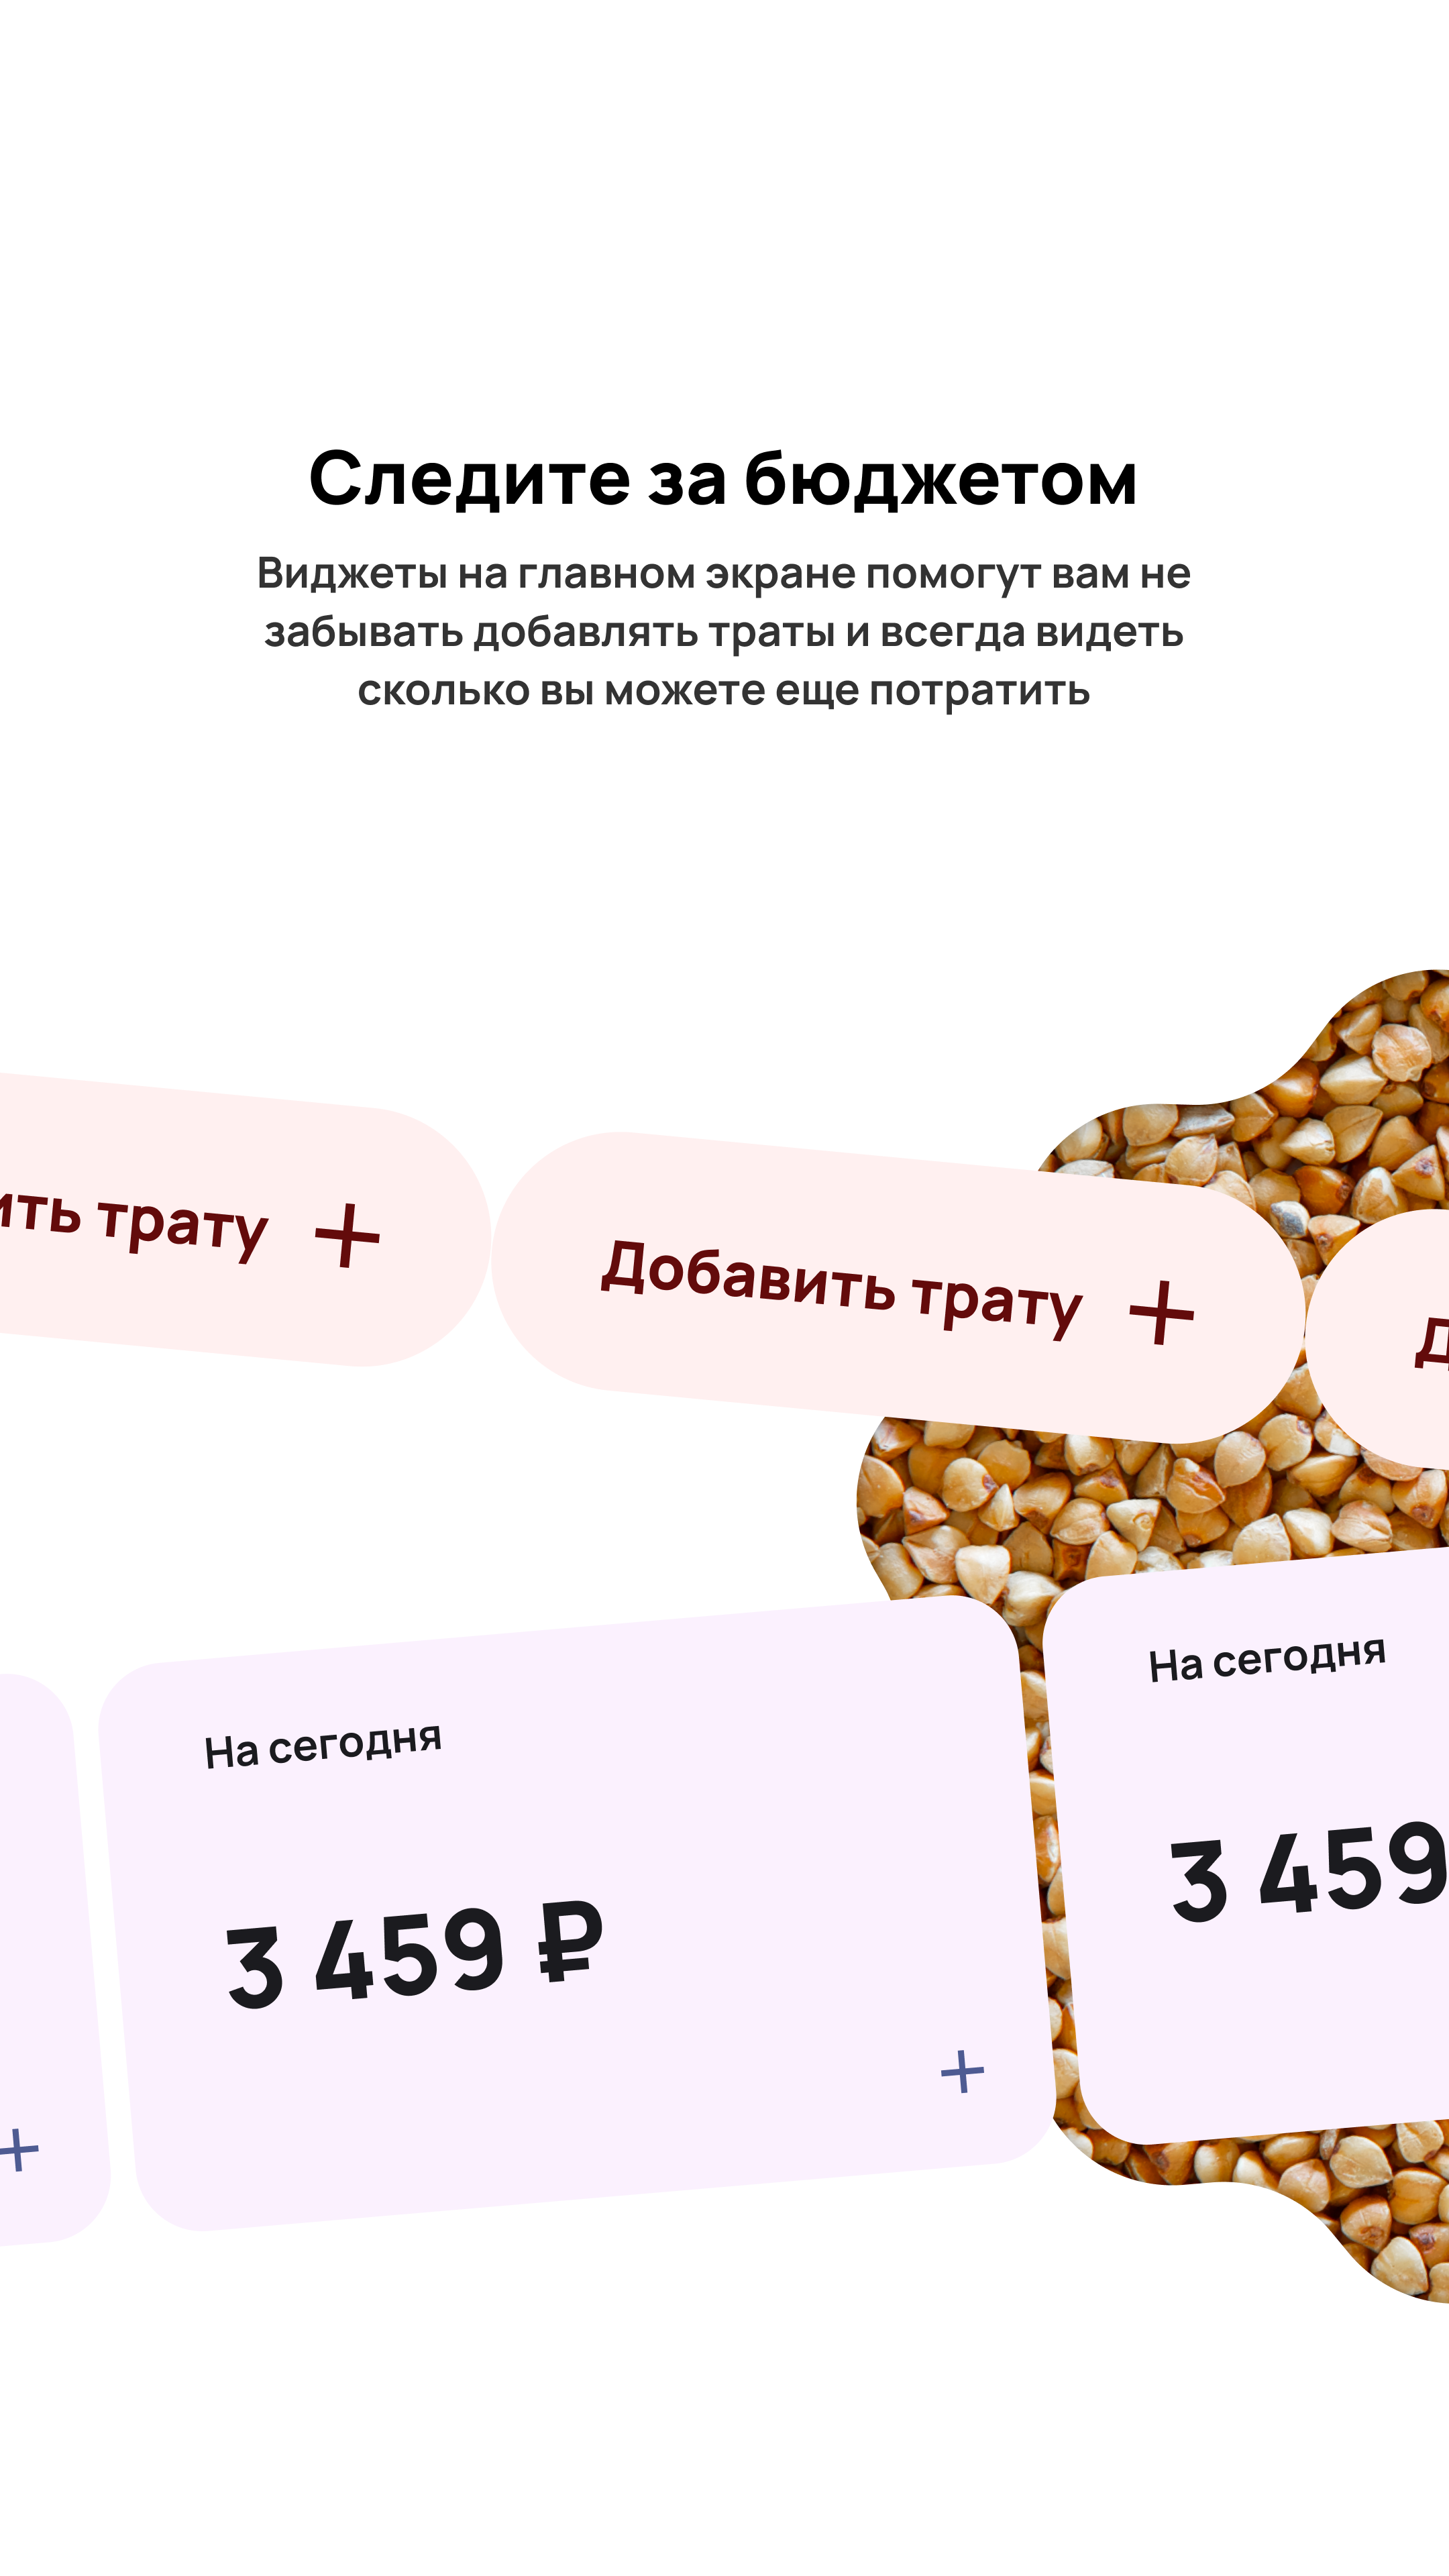 Следите за бюджетом
Виджеты на главном экране помогут вам не
забывать добавлять траты и всегда видеть
сколько вы можете еще потратить
трату +
Добавить трату +
На сегодня
3 459 ₽
+
На сегодня
3 459
+